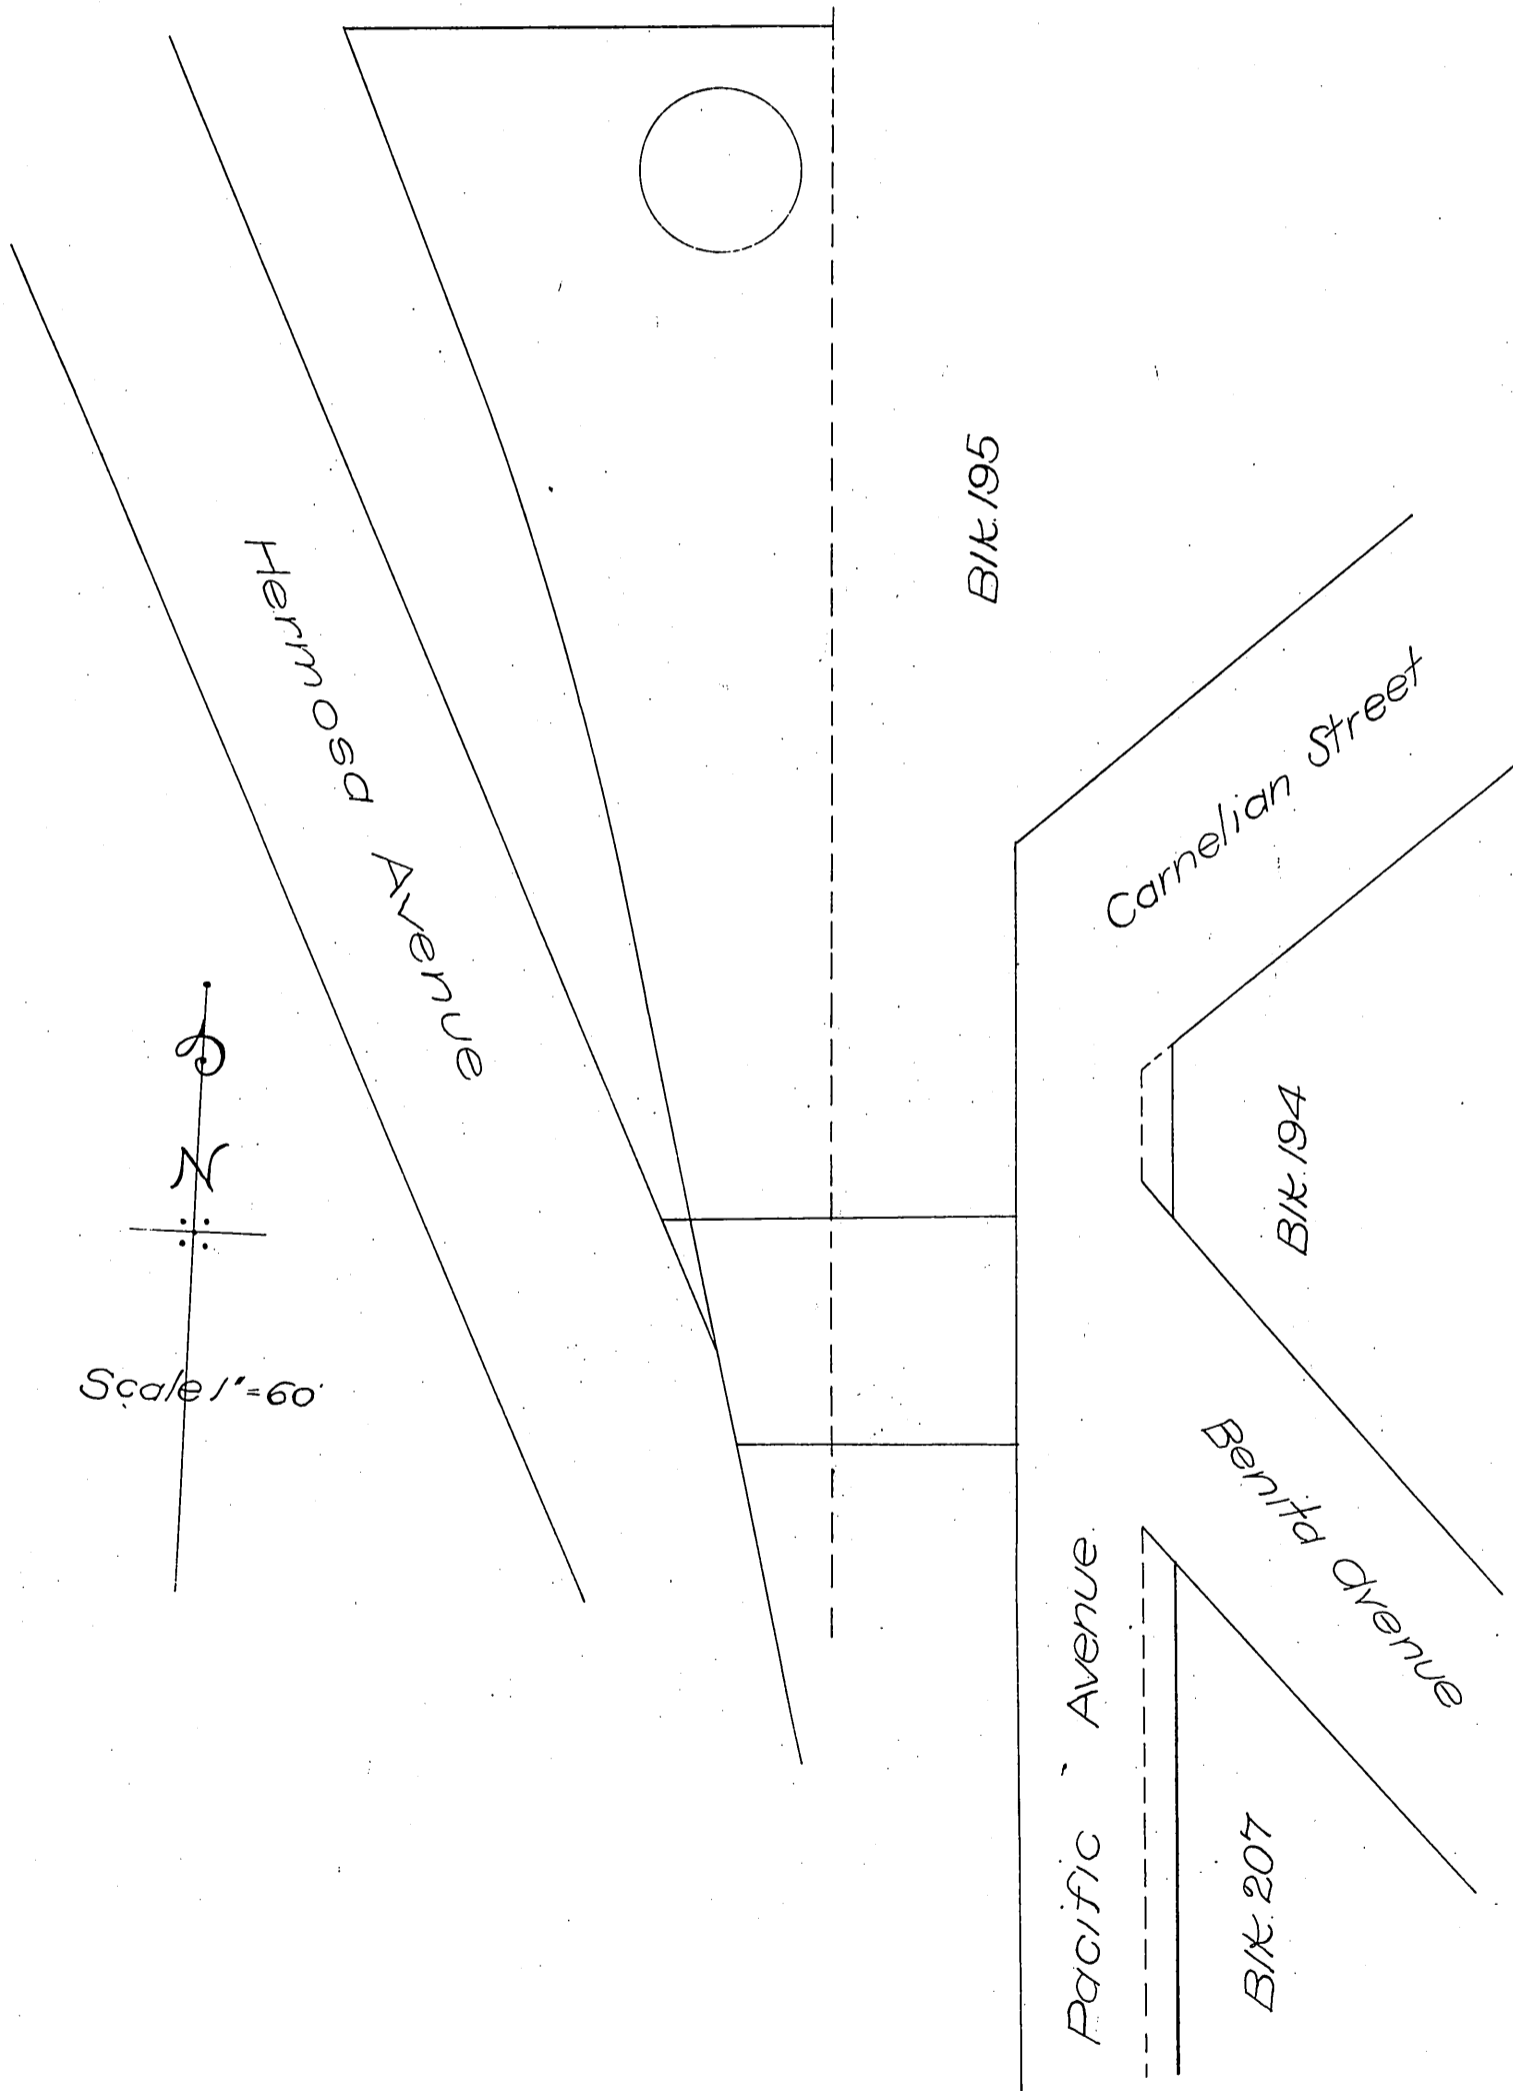 Hermosa Avenue
Blk. 195
Carnelian Street
S
N
Scale 1" = 60'
Blk. 194
Benita Avenue
Pacific Avenue.
Blk. 207